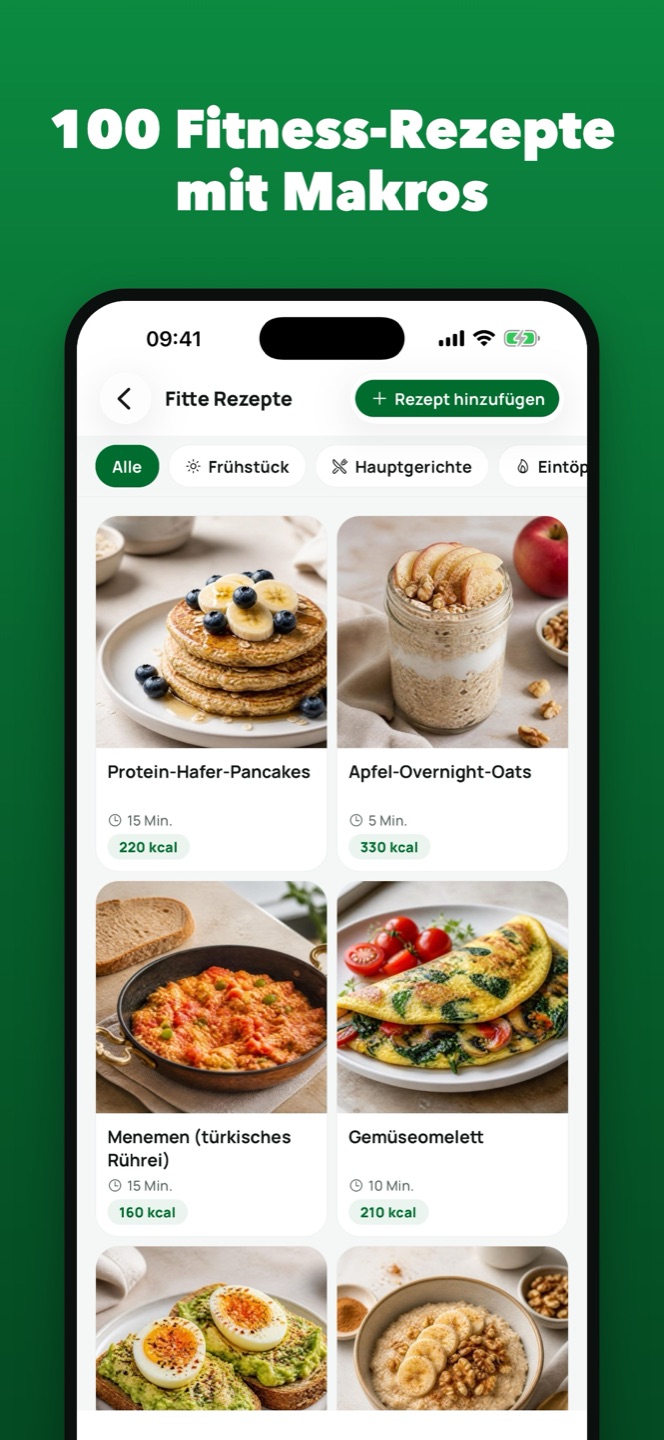 100 Fitness-Rezepte
mit Makros
09:41
Fitte Rezepte
+ Rezept hinzufügen
Alle
Frühstück
Hauptgerichte
Eintöp
Protein-Hafer-Pancakes
15 Min.
220 kcal
Apfel-Overnight-Oats
5 Min.
330 kcal
Menemen (türkisches
Rührei)
15 Min.
160 kcal
Gemüseomelett
10 Min.
210 kcal